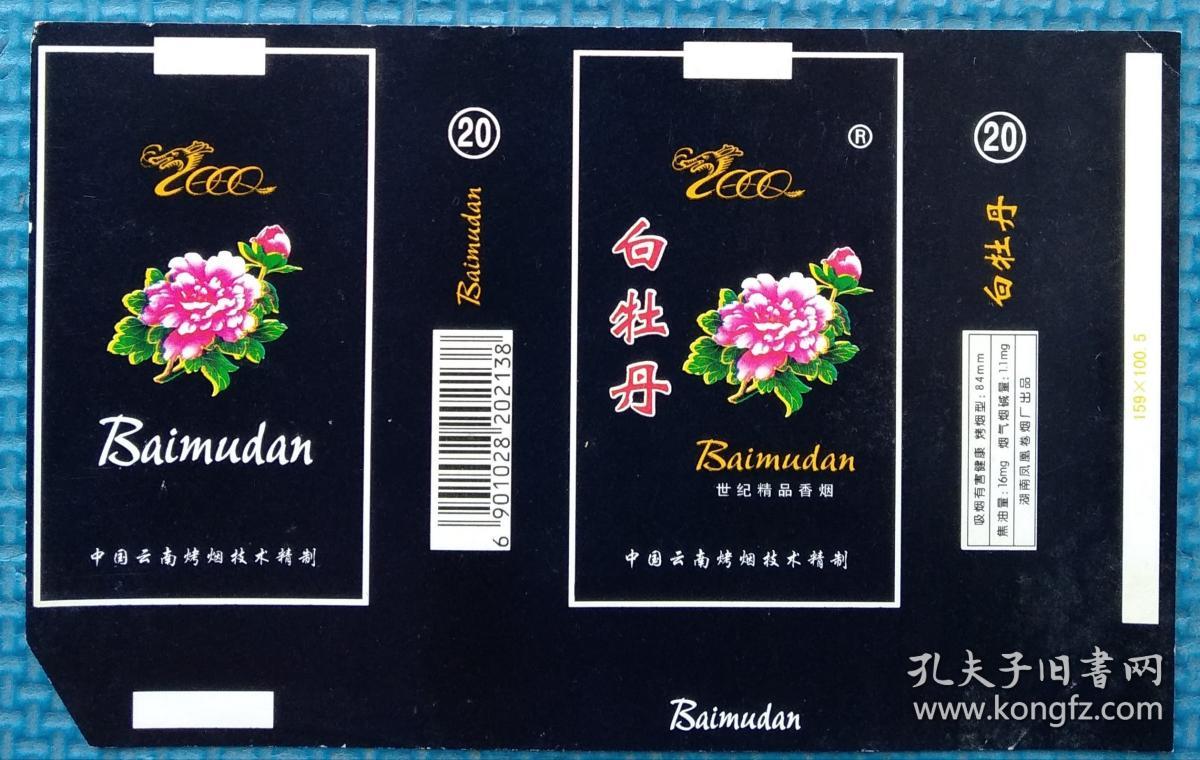 2000
Baimudan
中国云南烤烟技术精制
20
Baimudan
6 901028 202138
2000
®
白牡丹
Baimudan
世纪精品香烟
中国云南烤烟技术精制
Baimudan
20
白牡丹
吸烟有害健康 烤烟型:84mm
焦油量:16mg 烟气烟碱量:1.1mg
湖南凤凰卷烟厂出品
159×100.5
孔夫子旧书网
www.kongfz.com